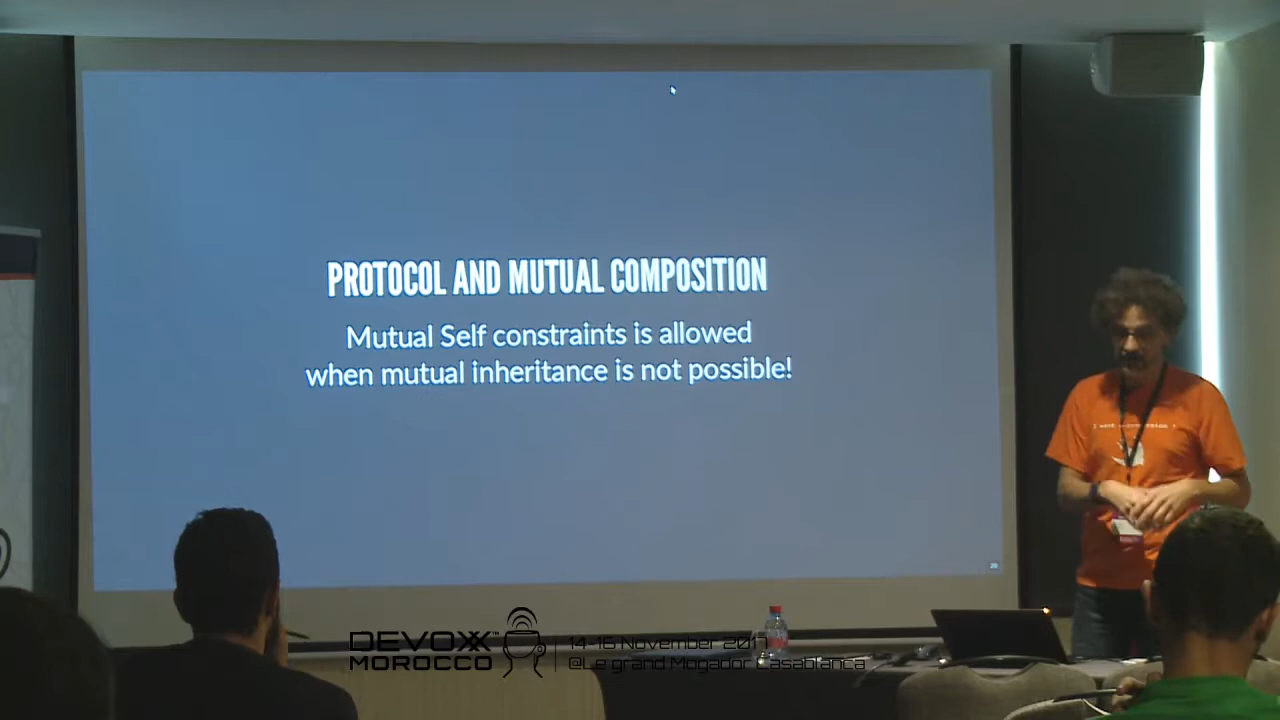 PROTOCOL AND MUTUAL COMPOSITION
Mutual Self constraints is allowed
when mutual inheritance is not possible!
DEVOXX™
MOROCCO
14-16 November 2017
@Le grand Mogador Casablanca